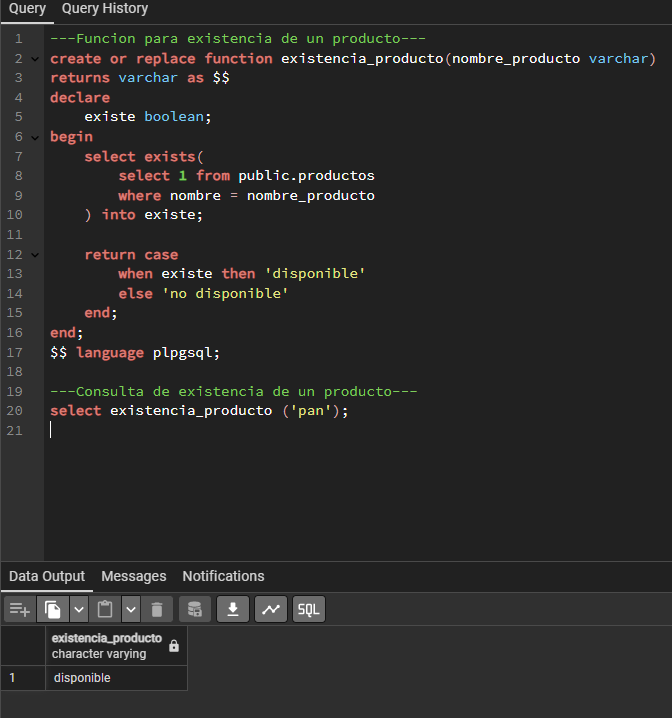 Query Query History
1 ---Funcion para existencia de un producto---
2 create or replace function existencia_producto(nombre_producto varchar)
3 returns varchar as $$
4 declare
5 existe boolean;
6 begin
7 select exists(
8 select 1 from public.productos
9 where nombre = nombre_producto
10 ) into existe;
11
12 return case
13 when existe then 'disponible'
14 else 'no disponible'
15 end;
16 end;
17 $$ language plpgsql;
18
19 ---Consulta de existencia de un producto---
20 select existencia_producto ('pan');
21
Data Output Messages Notifications
SQL
existencia_producto
character varying
1 disponible